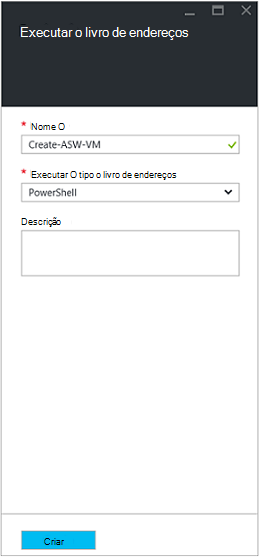 Executar o livro de endereços
* Nome O
Create-ASW-VM
* Executar O tipo o livro de endereços
PowerShell
Descrição
Criar